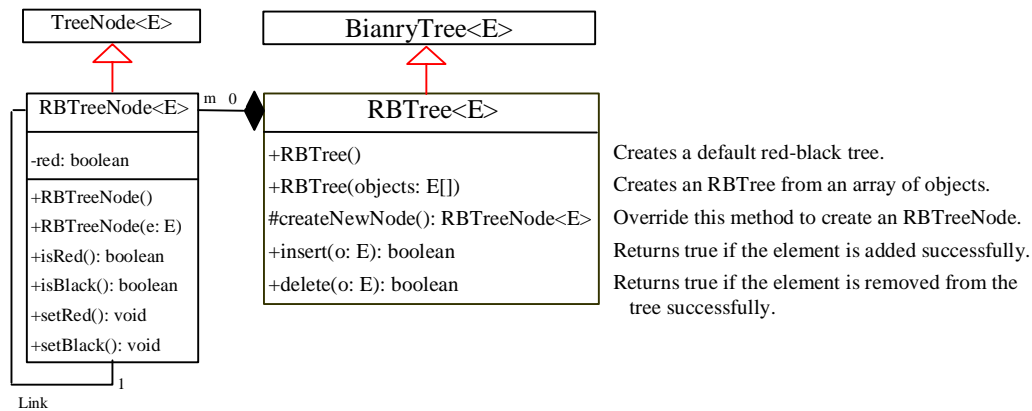 TreeNode<E>
BianryTree<E>
RBTreeNode<E>
m 0
RBTree<E>
-red: boolean
+RBTreeNode()
+RBTreeNode(e: E)
+isRed(): boolean
+isBlack(): boolean
+setRed(): void
+setBlack(): void
1
Link
+RBTree()
Creates a default red-black tree.
+RBTree(objects: E[])
Creates an RBTree from an array of objects.
#createNewNode(): RBTreeNode<E>
Override this method to create an RBTreeNode.
+insert(o: E): boolean
Returns true if the element is added successfully.
+delete(o: E): boolean
Returns true if the element is removed from the
tree successfully.